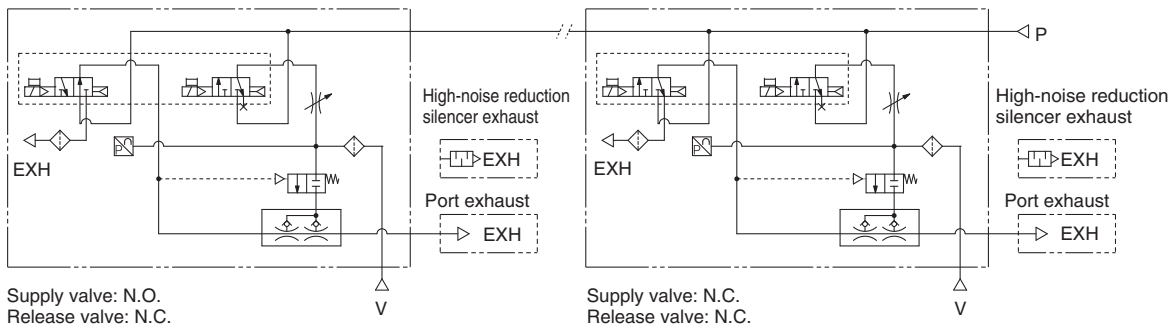 P
High-noise reduction
silencer exhaust
EXH
P
EXH
Port exhaust
EXH
Supply valve: N.O.
Release valve: N.C.
V
High-noise reduction
silencer exhaust
EXH
P
EXH
Port exhaust
EXH
Supply valve: N.C.
Release valve: N.C.
V